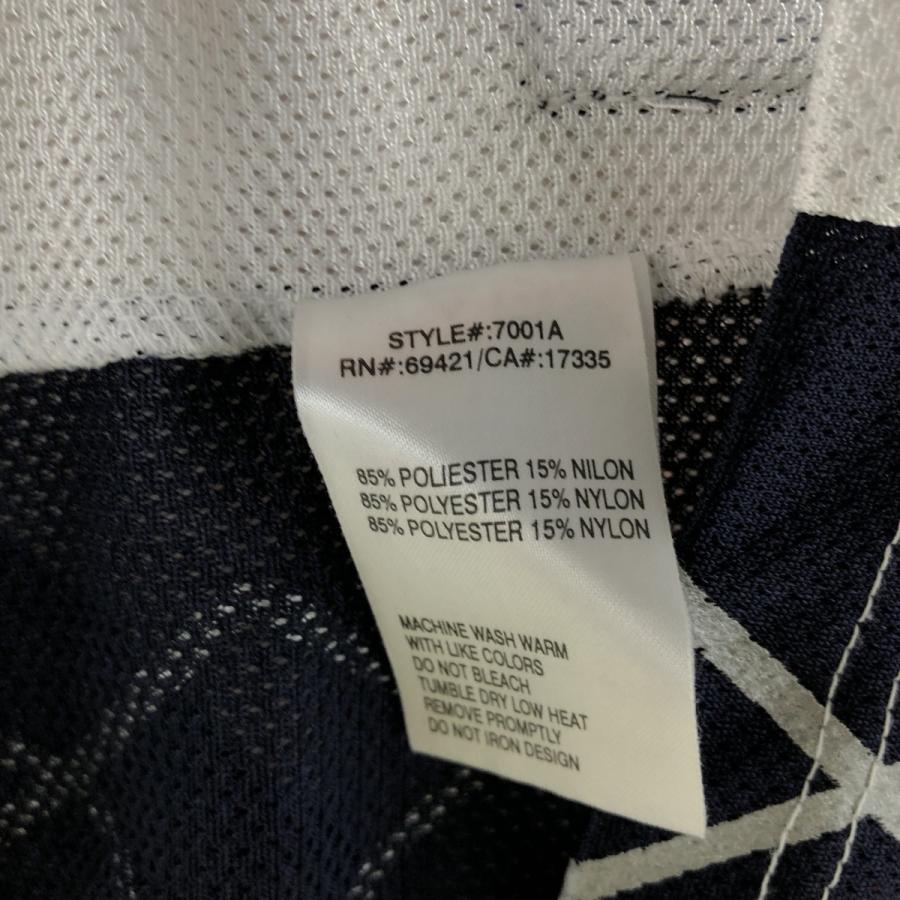 STYLE#:7001A
RN#:69421/CA#:17335
85% POLIESTER 15% NILON
85% POLYESTER 15% NYLON
85% POLYESTER 15% NYLON
MACHINE WASH WARM
WITH LIKE COLORS
DO NOT BLEACH
TUMBLE DRY LOW HEAT
REMOVE PROMPTLY
DO NOT IRON DESIGN